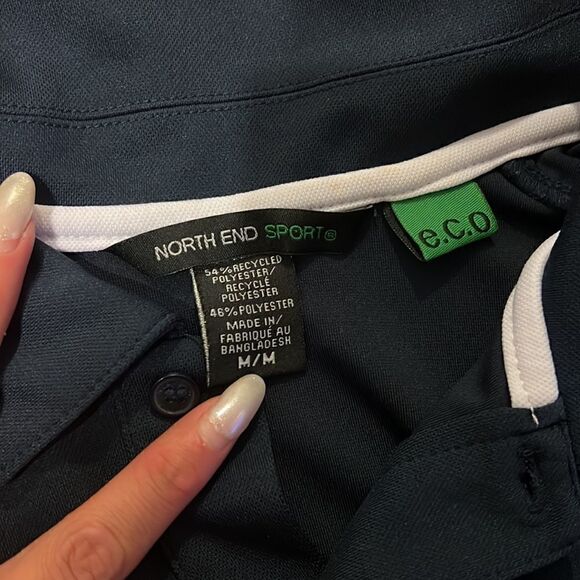 NORTH END SPORT®
e.c.o
54% RECYCLED
POLYESTER/
RECYCLÉ
POLYESTER
46% POLYESTER
MADE IN/
FABRIQUÉ AU
BANGLADESH
M/M